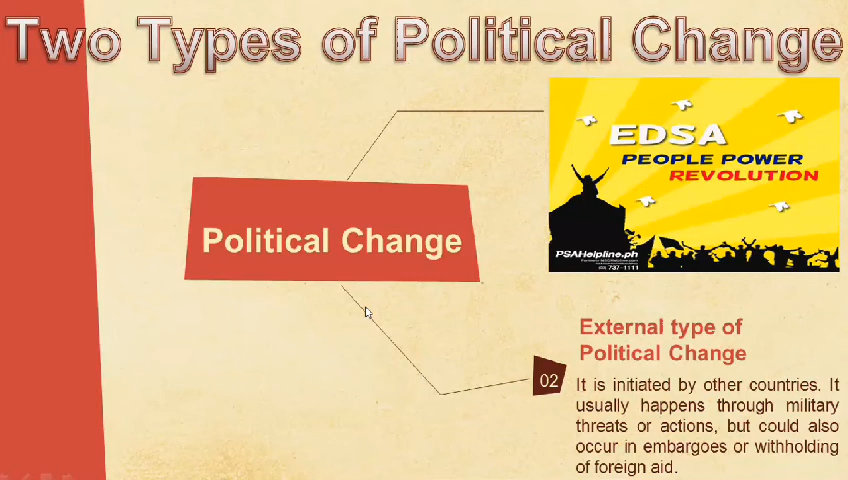 Two Types of Political Change
EDSA
PEOPLE POWER
REVOLUTION
PSAHelpline.ph
737-1111
Political Change
External type of
Political Change
02
It is initiated by other countries. It
usually happens through military
threats or actions, but could also
occur in embargoes or withholding
of foreign aid.